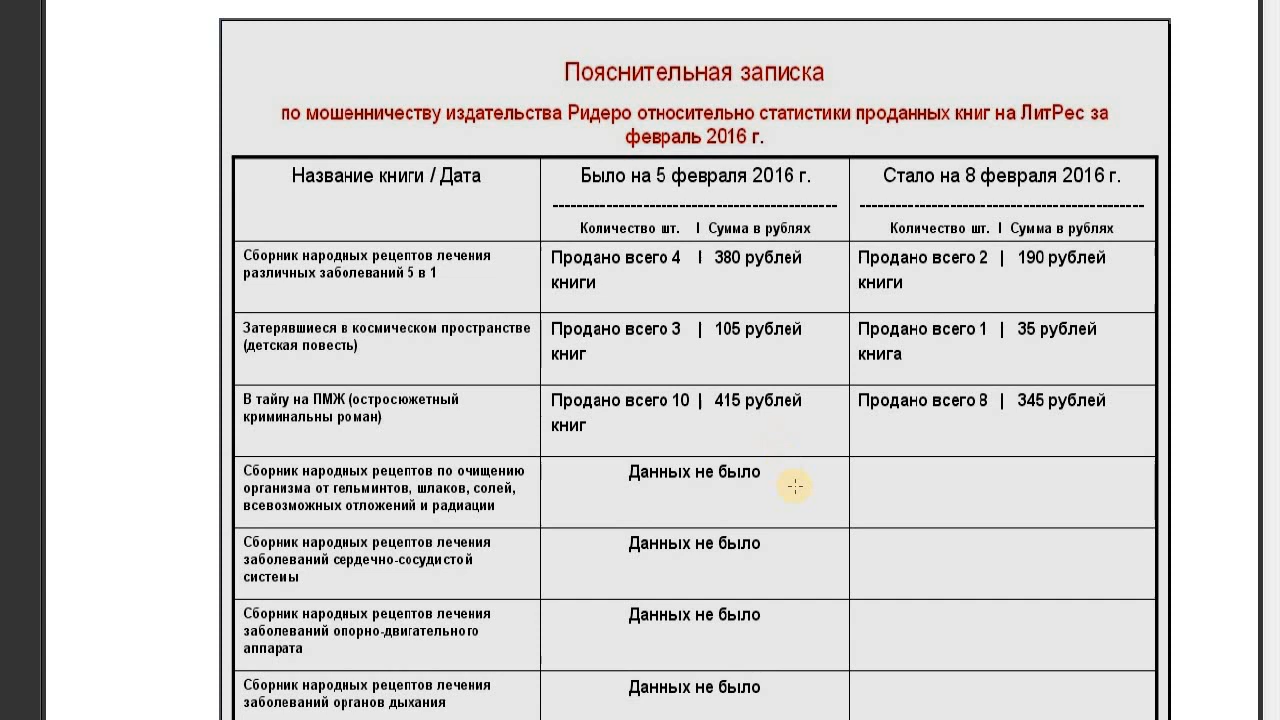 Пояснительная записка
по мошенничеству издательства Ридеро относительно статистики проданных книг на ЛитРес за
февраль 2016 г.
Название книги / Дата
Было на 5 февраля 2016 г.
Стало на 8 февраля 2016 г.
-----------------------------------------------
-----------------------------------------------
Количество шт. | Сумма в рублях
Количество шт. | Сумма в рублях
Сборник народных рецептов лечения
различных заболеваний 5 в 1
Продано всего 4 | 380 рублей
книги
Продано всего 2 | 190 рублей
книги
Затерявшиеся в космическом пространстве
(детская повесть)
Продано всего 3 | 105 рублей
книг
Продано всего 1 | 35 рублей
книга
В тайгу на ПМЖ (остросюжетный
криминальны роман)
Продано всего 10 | 415 рублей
книг
Продано всего 8 | 345 рублей
Сборник народных рецептов по очищению
организма от гельминтов, шлаков, солей,
всевозможных отложений и радиации
Данных не было
Сборник народных рецептов лечения
заболеваний сердечно-сосудистой
системы
Данных не было
Сборник народных рецептов лечения
заболеваний опорно-двигательного
аппарата
Данных не было
Сборник народных рецептов лечения
заболеваний органов дыхания
Данных не было